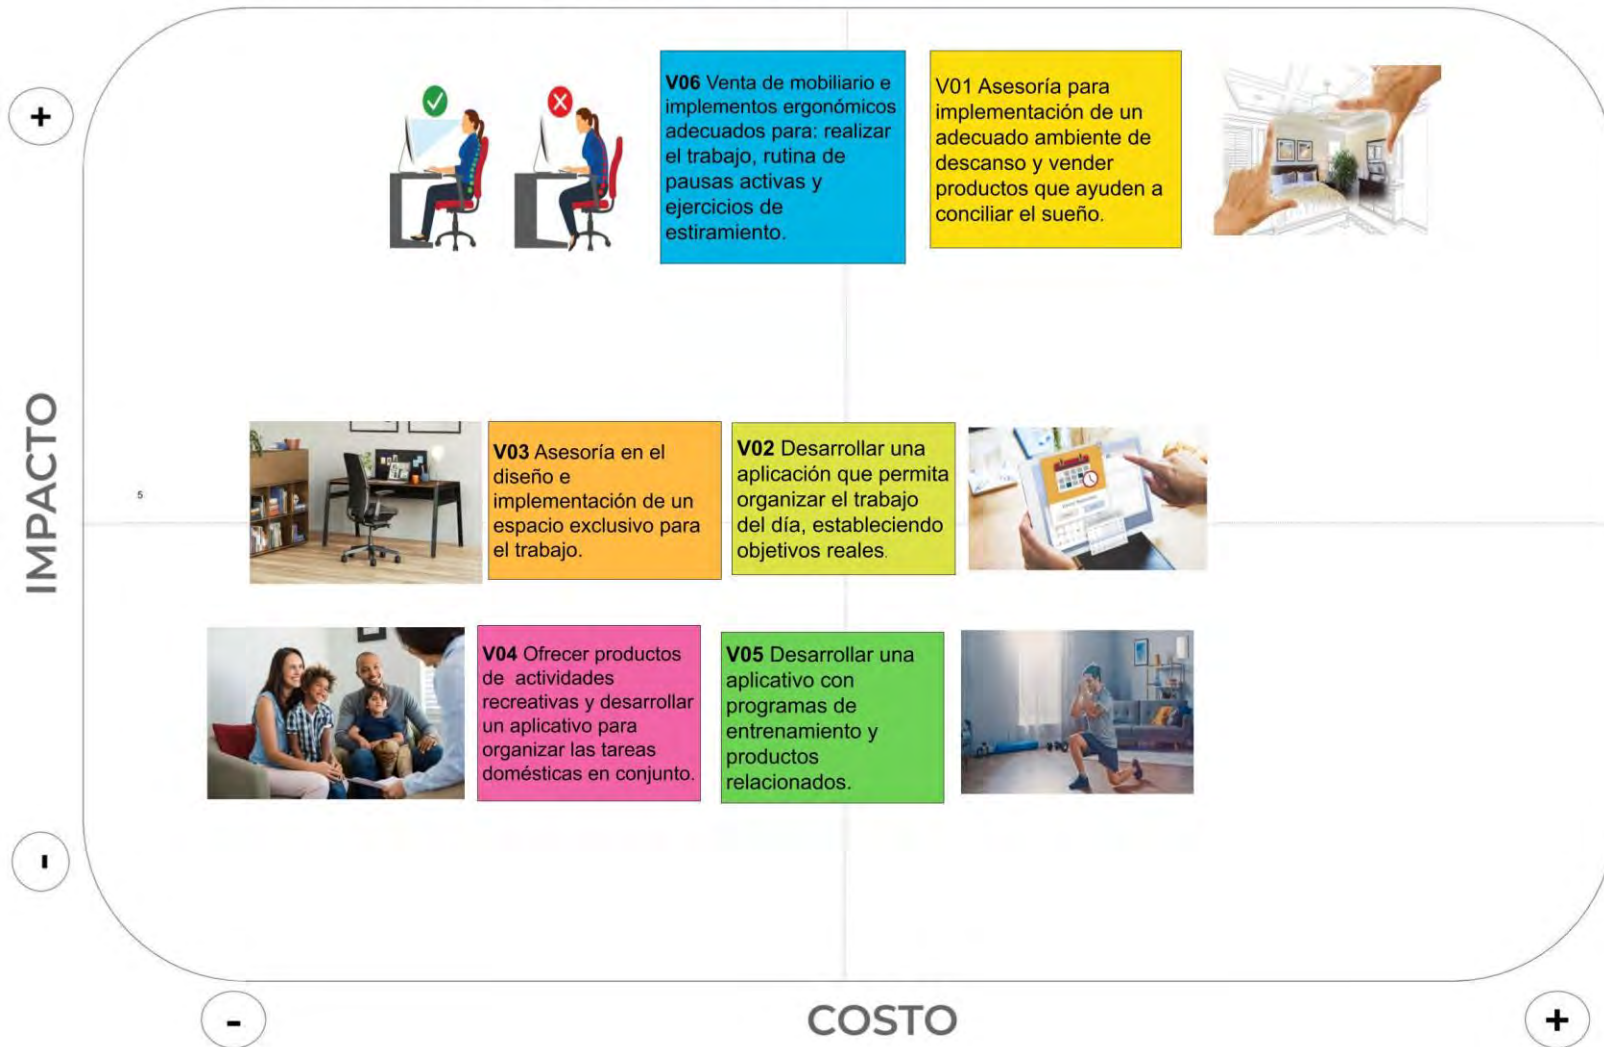 +
V06 Venta de mobiliario e
implementos ergonómicos
adecuados para: realizar
el trabajo, rutina de
pausas activas y
ejercicios de
estiramiento.
V01 Asesoría para
implementación de un
adecuado ambiente de
descanso y vender
productos que ayuden a
conciliar el sueño.
IMPACTO
5
V03 Asesoría en el
diseño e
implementación de un
espacio exclusivo para
el trabajo.
V02 Desarrollar una
aplicación que permita
organizar el trabajo
del día, estableciendo
objetivos reales.
V04 Ofrecer productos
de actividades
recreativas y desarrollar
un aplicativo para
organizar las tareas
domésticas en conjunto.
V05 Desarrollar una
aplicativo con
programas de
entrenamiento y
productos
relacionados.
-
-
COSTO
+